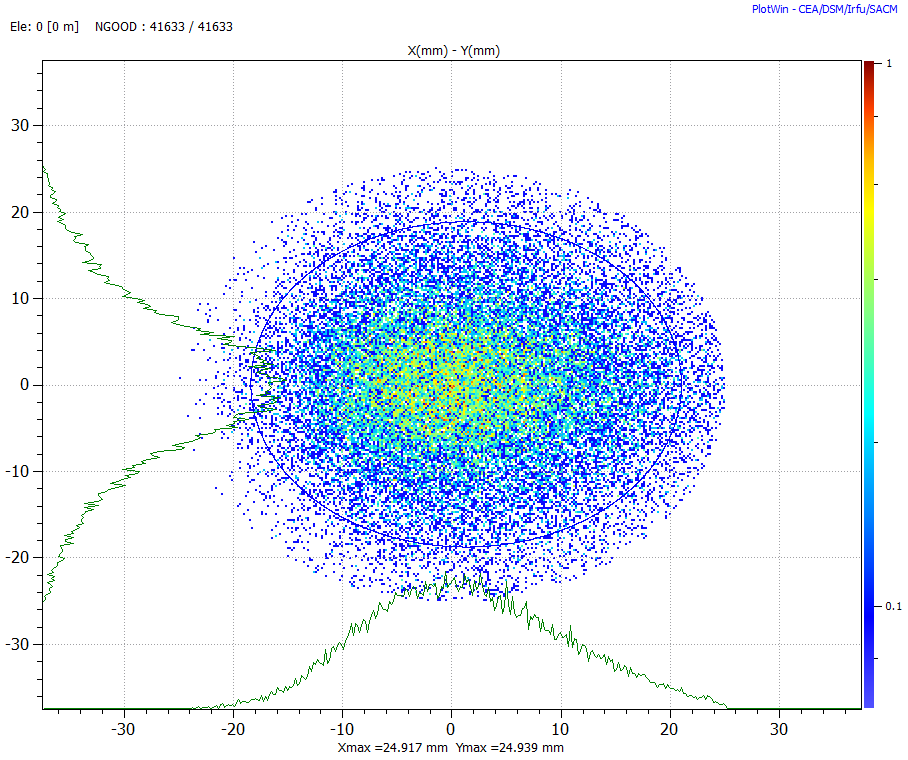 PlotWin - CEA/DSM/Irfu/SACM
Ele: 0 [0 m] NGOOD : 41633 / 41633
X(mm) - Y(mm)
1
30
20
10
0
-10
-20
0.1
-30
-30 -20 -10 0 10 20 30
Xmax =24.917 mm Ymax =24.939 mm